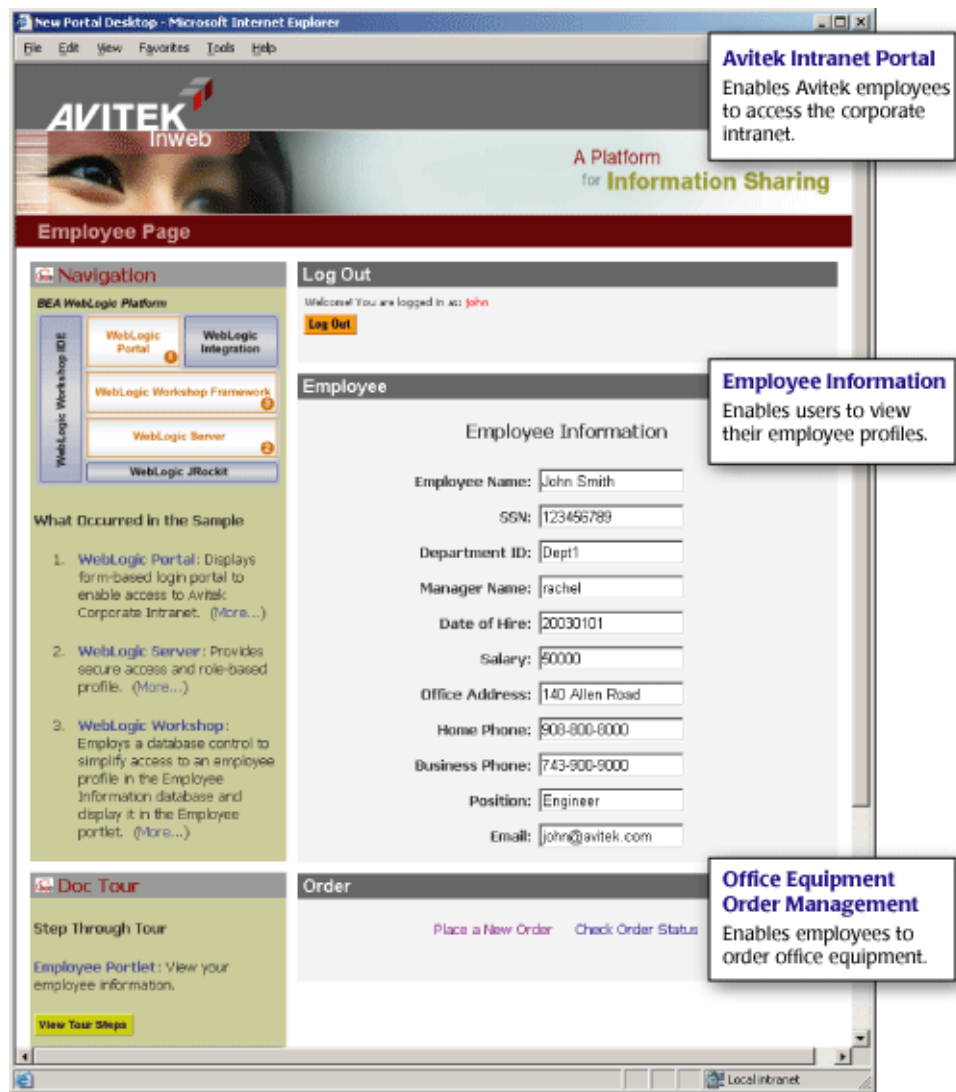 New Portal Desktop - Microsoft Internet Explorer
File Edit View Favorites Tools Help
AVITEK
Inweb
A Platform
for Information Sharing
Avitek Intranet Portal
Enables Avitek employees
to access the corporate
intranet.
Employee Page
Navigation
BEA WebLogic Platform
WebLogic Workshop IDE
WebLogic
Portal
1
WebLogic
Integration
WebLogic Workshop Framework
3
WebLogic Server
2
WebLogic JRockit
What Occurred in the Sample
1. WebLogic Portal: Displays
form-based login portal to
enable access to Avitek
Corporate Intranet. (More...)
2. WebLogic Server: Provides
secure access and role-based
profile. (More...)
3. WebLogic Workshop:
Employs a database control to
simplify access to an employee
profile in the Employee
Information database and
display it in the Employee
portlet. (More...)
Doc Tour
Step Through Tour
Employee Portlet: View your
employee information.
View Tour Steps
Log Out
Welcome! You are logged in as: john
Log Out
Employee
Employee Information
Employee Name: John Smith
SSN: 123456789
Department ID: Dept1
Manager Name: rachel
Date of Hire: 20030101
Salary: 50000
Office Address: 140 Allen Road
Home Phone: 908-800-8000
Business Phone: 743-900-9000
Position: Engineer
Email: john@avitek.com
Employee Information
Enables users to view
their employee profiles.
Order
Place a New Order Check Order Status
Office Equipment
Order Management
Enables employees to
order office equipment.
Local intranet